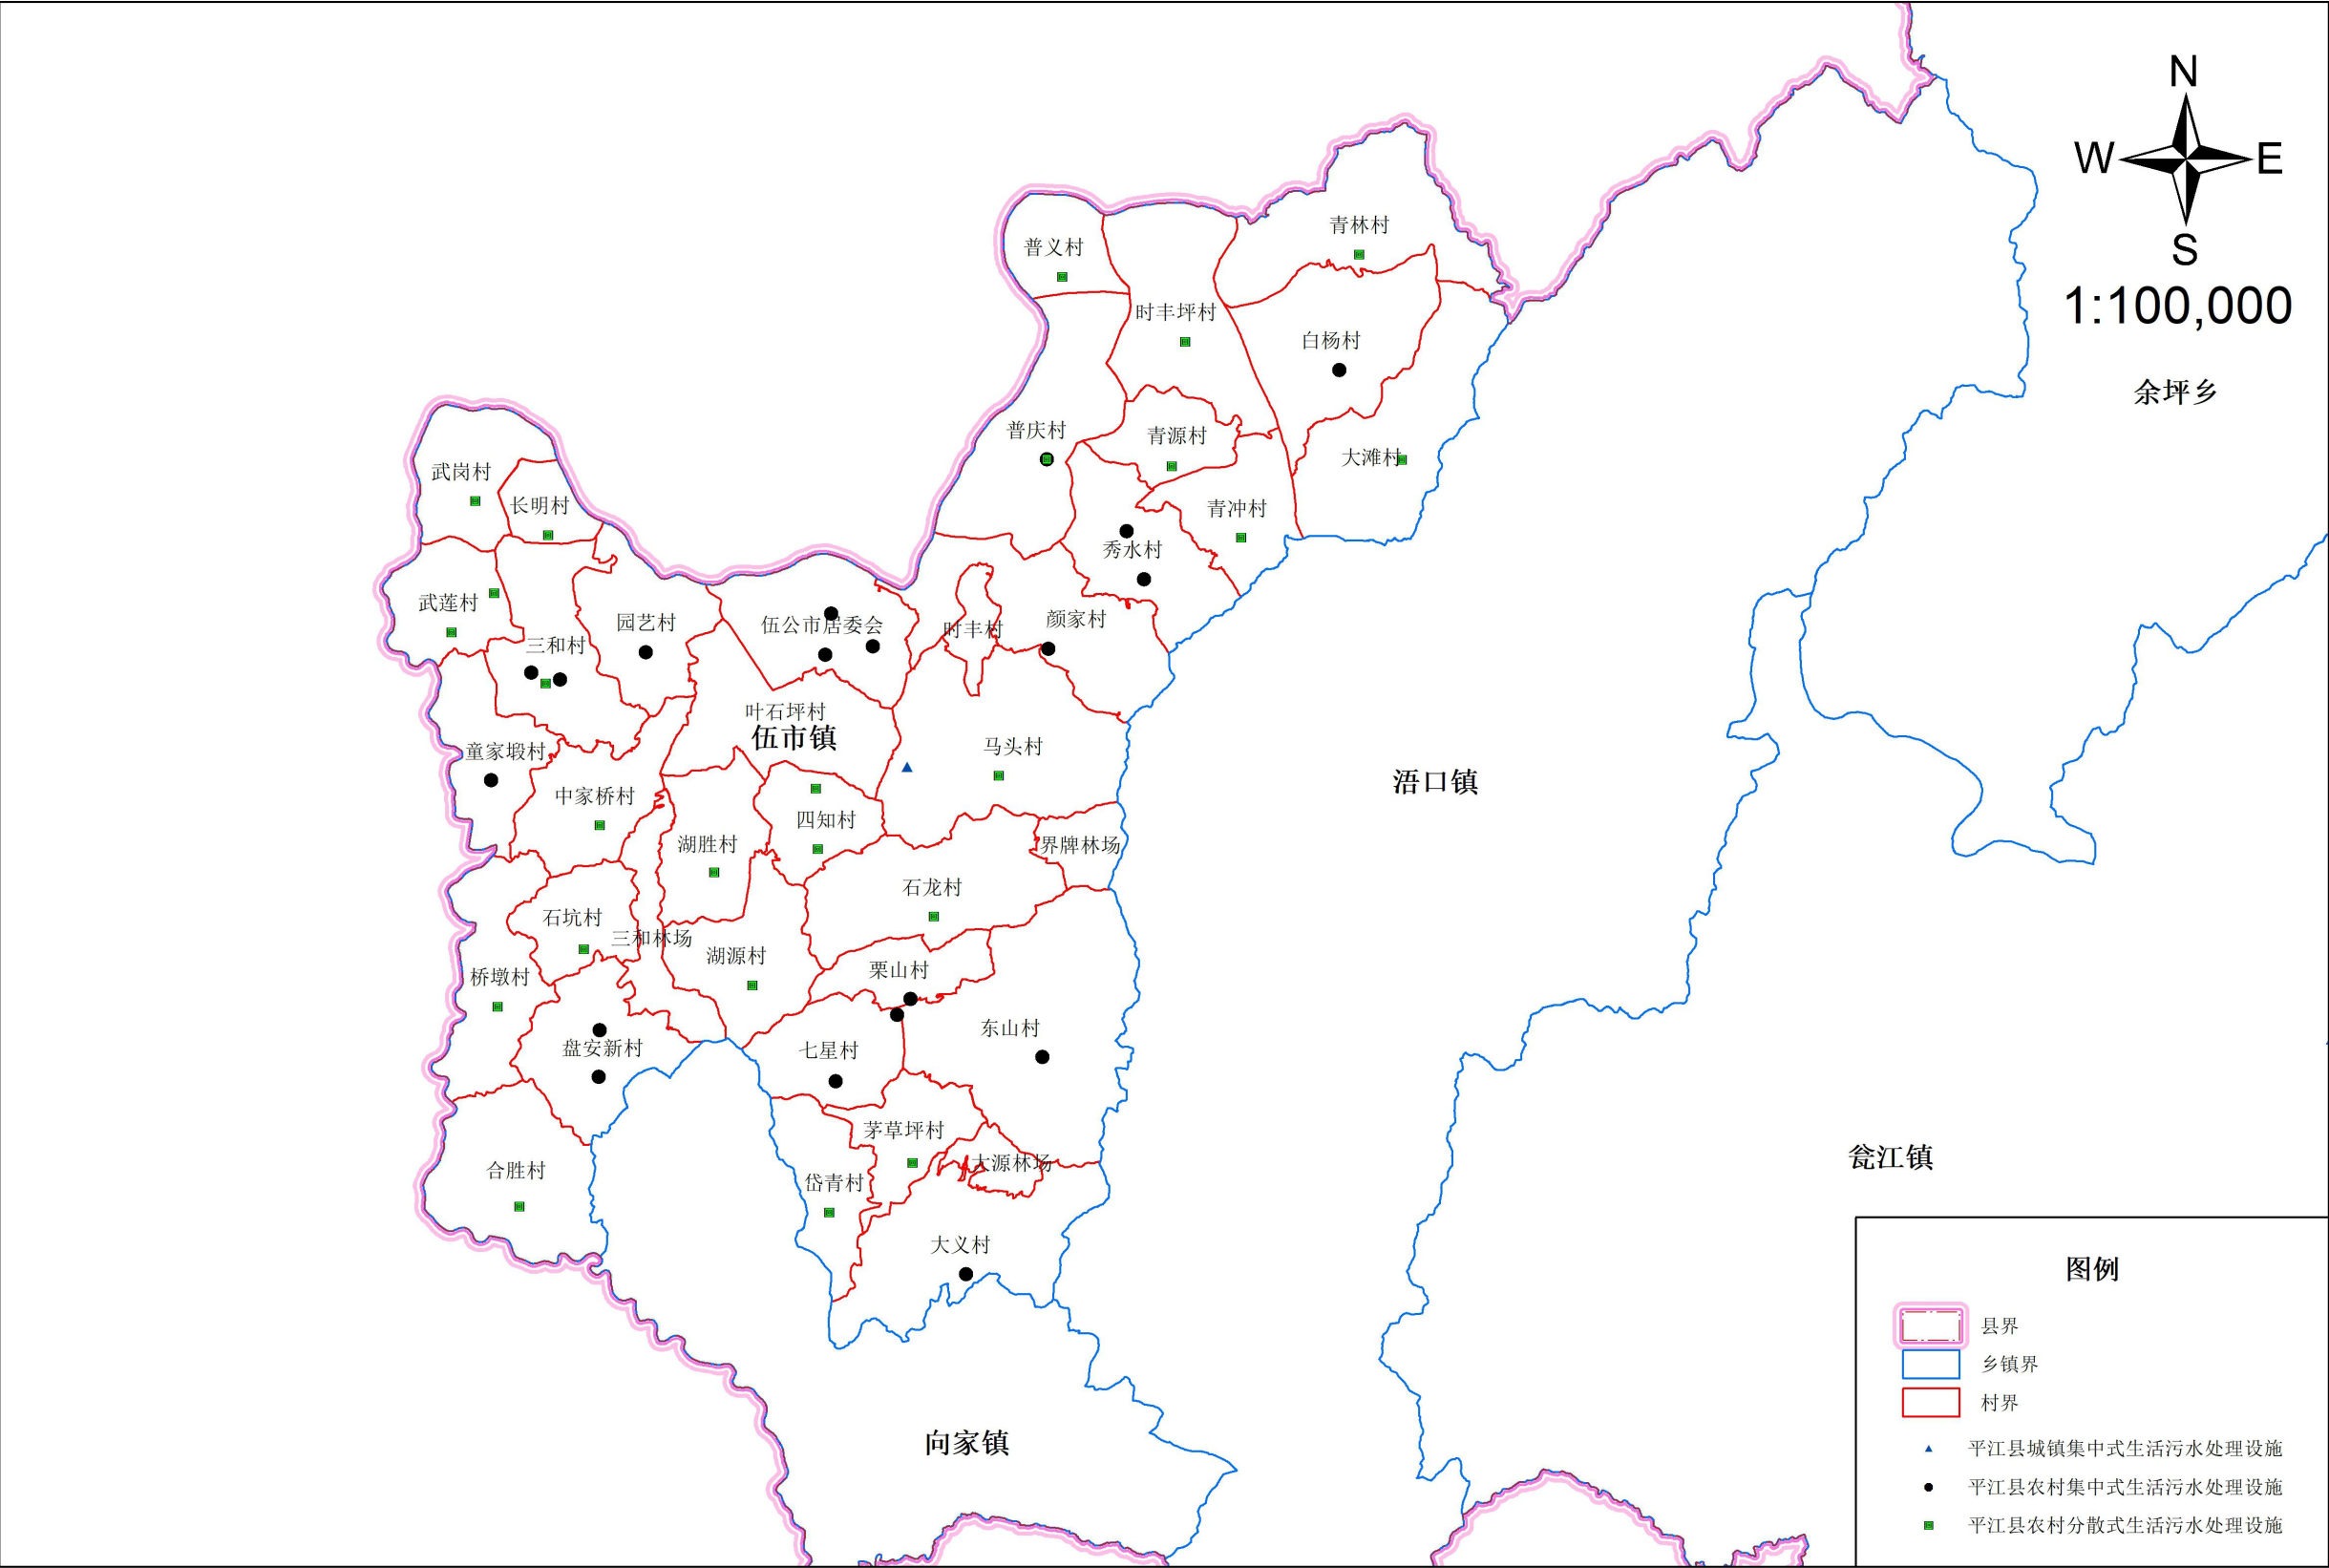 N
W
E
S
1:100,000
余坪乡
青林村
普义村
时丰坪村
白杨村
普庆村
青源村
大滩村
青冲村
秀水村
武岗村
长明村
武莲村
三和村
园艺村
伍公市居委会
时丰村
颜家村
叶石坪村
伍市镇
马头村
童家塅村
中家桥村
四知村
湖胜村
界牌林场
浯口镇
石龙村
石坑村
三和林场
湖源村
栗山村
桥墩村
东山村
盘安新村
七星村
茅草坪村
大源林场
合胜村
岱青村
大义村
瓮江镇
向家镇
图例
县界
乡镇界
村界
平江县城镇集中式生活污水处理设施
平江县农村集中式生活污水处理设施
平江县农村分散式生活污水处理设施